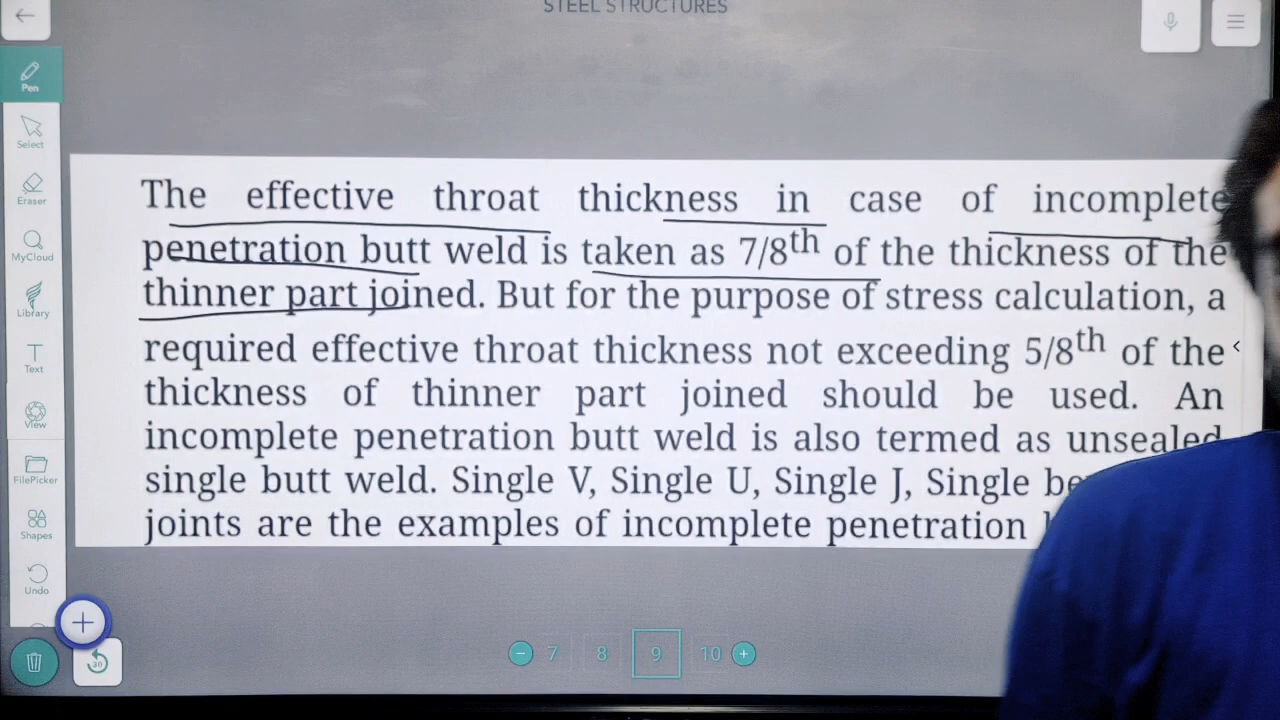 STEEL STRUCTURES
Pen
Select
Eraser
MyCloud
Library
Text
View
FilePicker
Shapes
Undo
30
The effective throat thickness in case of incomplete
penetration butt weld is taken as 7/8th of the thickness of the
thinner part joined. But for the purpose of stress calculation, a
required effective throat thickness not exceeding 5/8th of the
thickness of thinner part joined should be used. An
incomplete penetration butt weld is also termed as unsealed
single butt weld. Single V, Single U, Single J, Single
joints are the examples of incomplete penetration
7 8 9 10